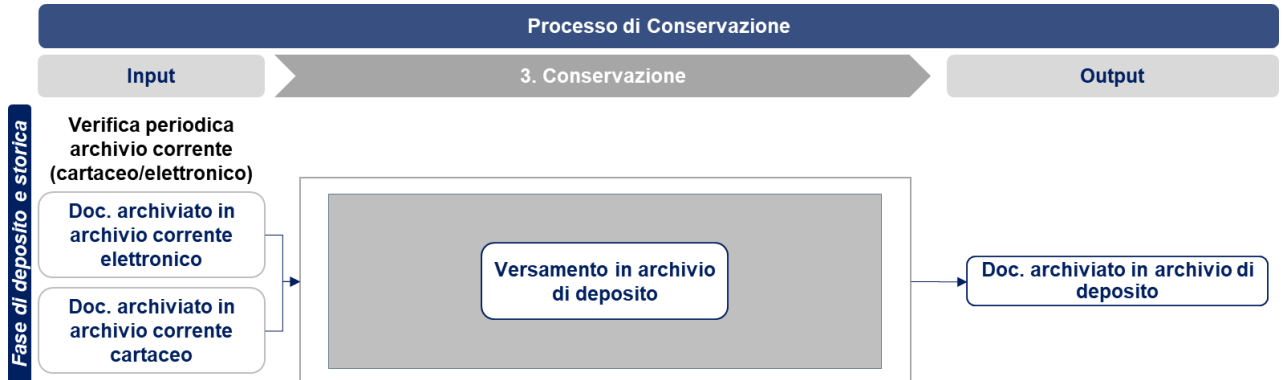 Processo di Conservazione
Input
3. Conservazione
Output
Fase di deposito e storica
Verifica periodica
archivio corrente
(cartaceo/elettronico)
Doc. archiviato in
archivio corrente
elettronico
Doc. archiviato in
archivio corrente
cartaceo
Versamento in archivio
di deposito
Doc. archiviato in archivio di
deposito